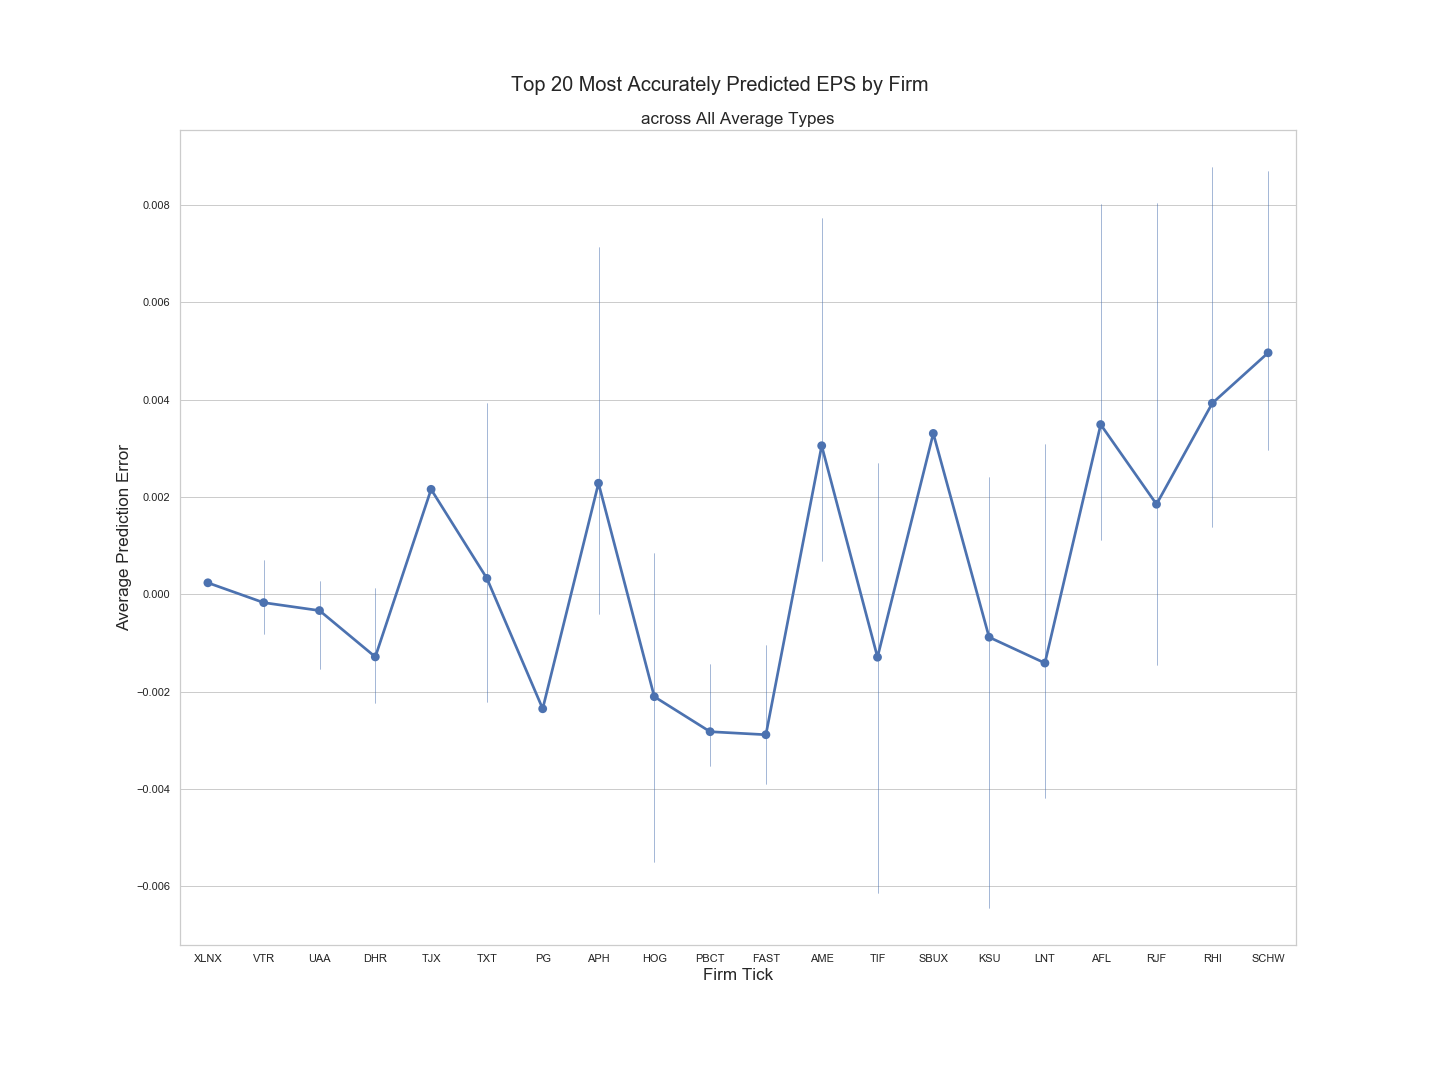 Top 20 Most Accurately Predicted EPS by Firm
across All Average Types
0.008
0.006
0.004
0.002
0.000
−0.002
−0.004
−0.006
Average Prediction Error
XLNX VTR UAA DHR TJX TXT PG APH HOG PBCT FAST AME TIF SBUX KSU LNT AFL RJF RHI SCHW
Firm Tick